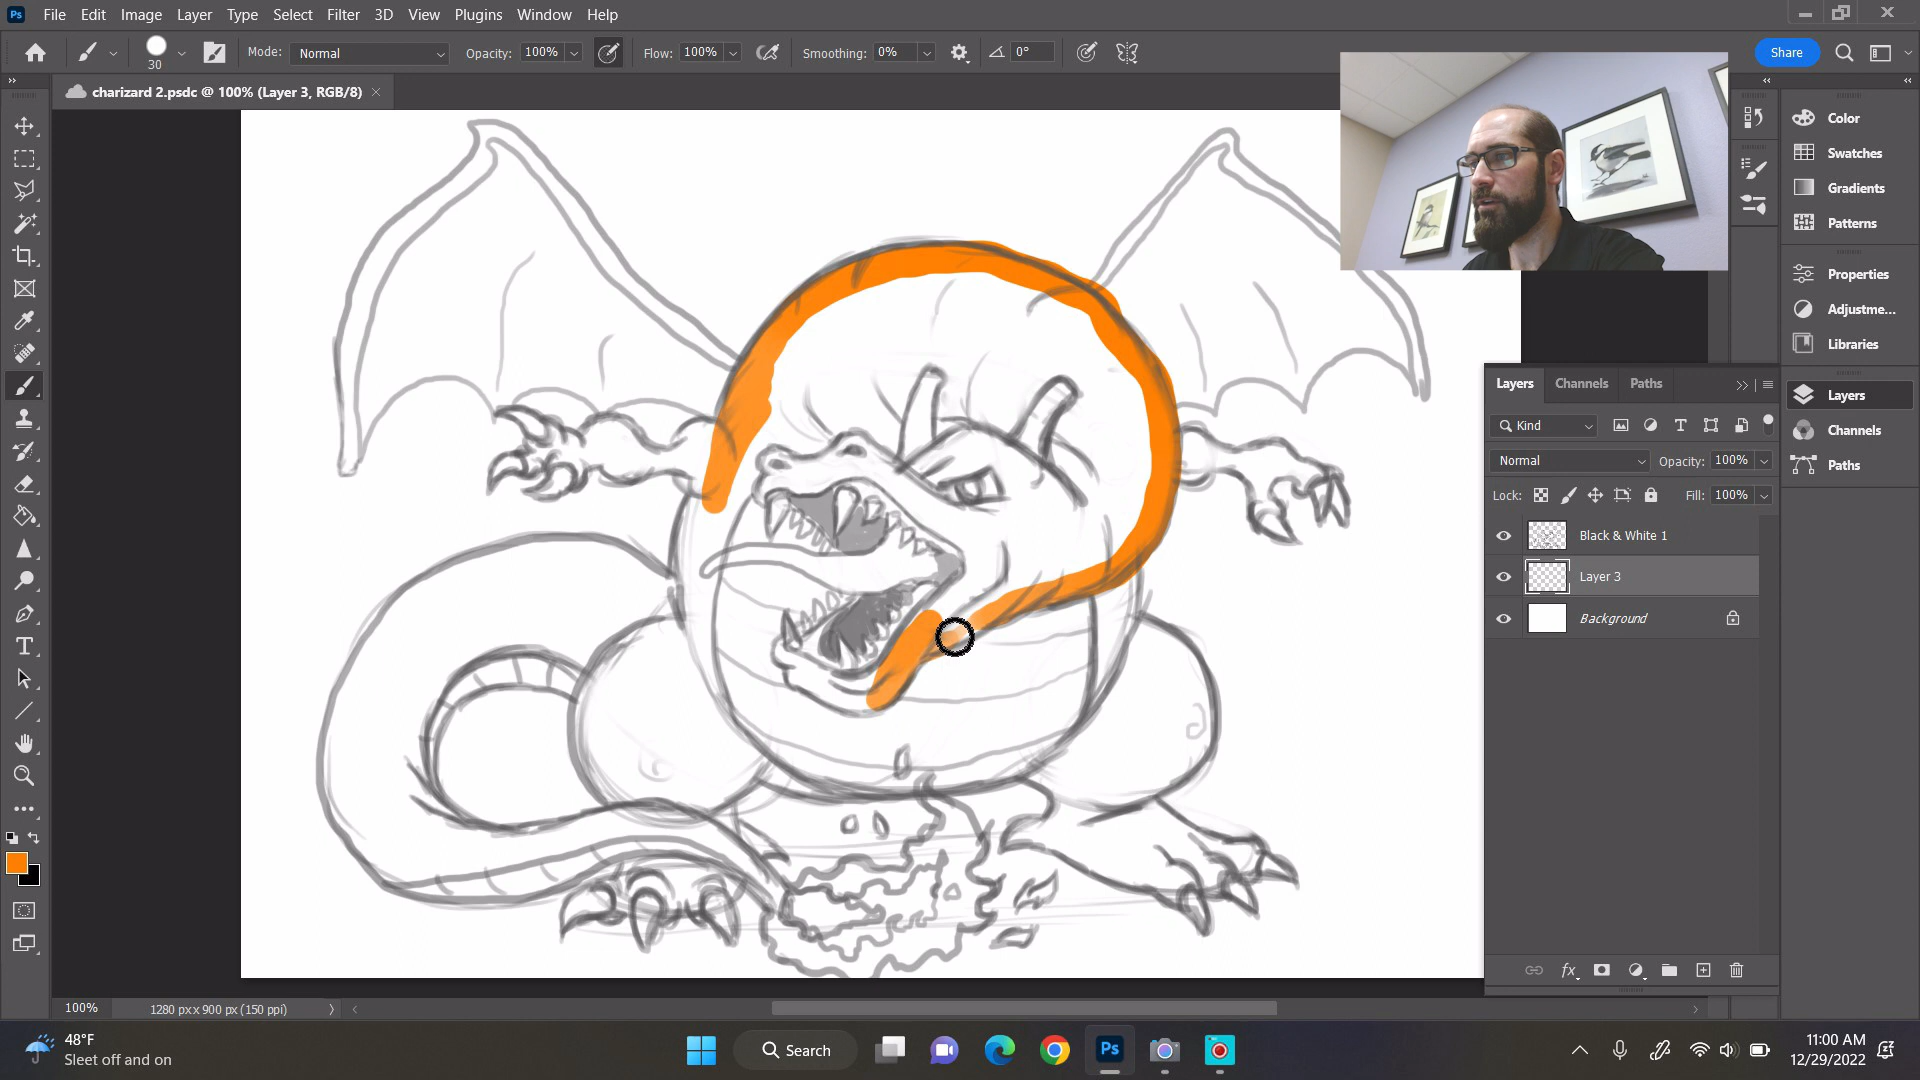 Ps File Edit Image Layer Type Select Filter 3D View Plugins Window Help
30 Mode: Normal Opacity: 100% Flow: 100% Smoothing: 0% 0° Share
charizard 2.psdc @ 100% (Layer 3, RGB/8)
Color
Swatches
Gradients
Patterns
Properties
Adjustme...
Libraries
Layers
Channels
Paths
Layers Channels Paths
Kind
Normal Opacity: 100%
Lock: Fill: 100%
Black & White 1
Layer 3
Background
fx
T
100% 1280 px x 900 px (150 ppi)
48°F
Sleet off and on
Search
Ps
11:00 AM
12/29/2022